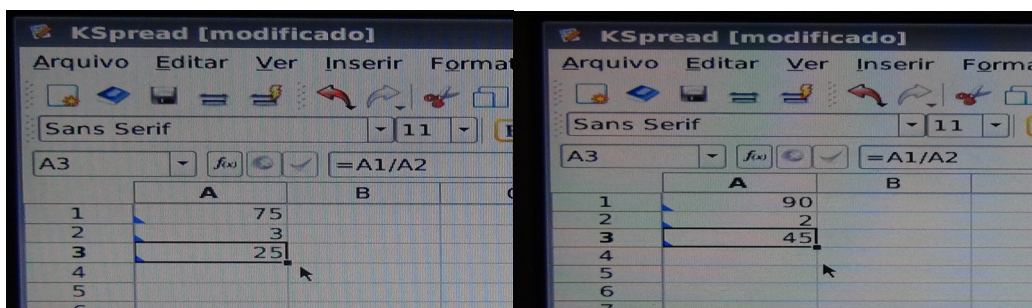 KSpread [modificado]
Arquivo Editar Ver Inserir Format
Sans Serif 11
A3 f(x) =A1/A2
A B
1 75
2 3
3 25
4
5
KSpread [modificado]
Arquivo Editar Ver Inserir Forma
Sans Serif 11
A3 f(x) =A1/A2
A B
1 90
2 2
3 45
4
5
6